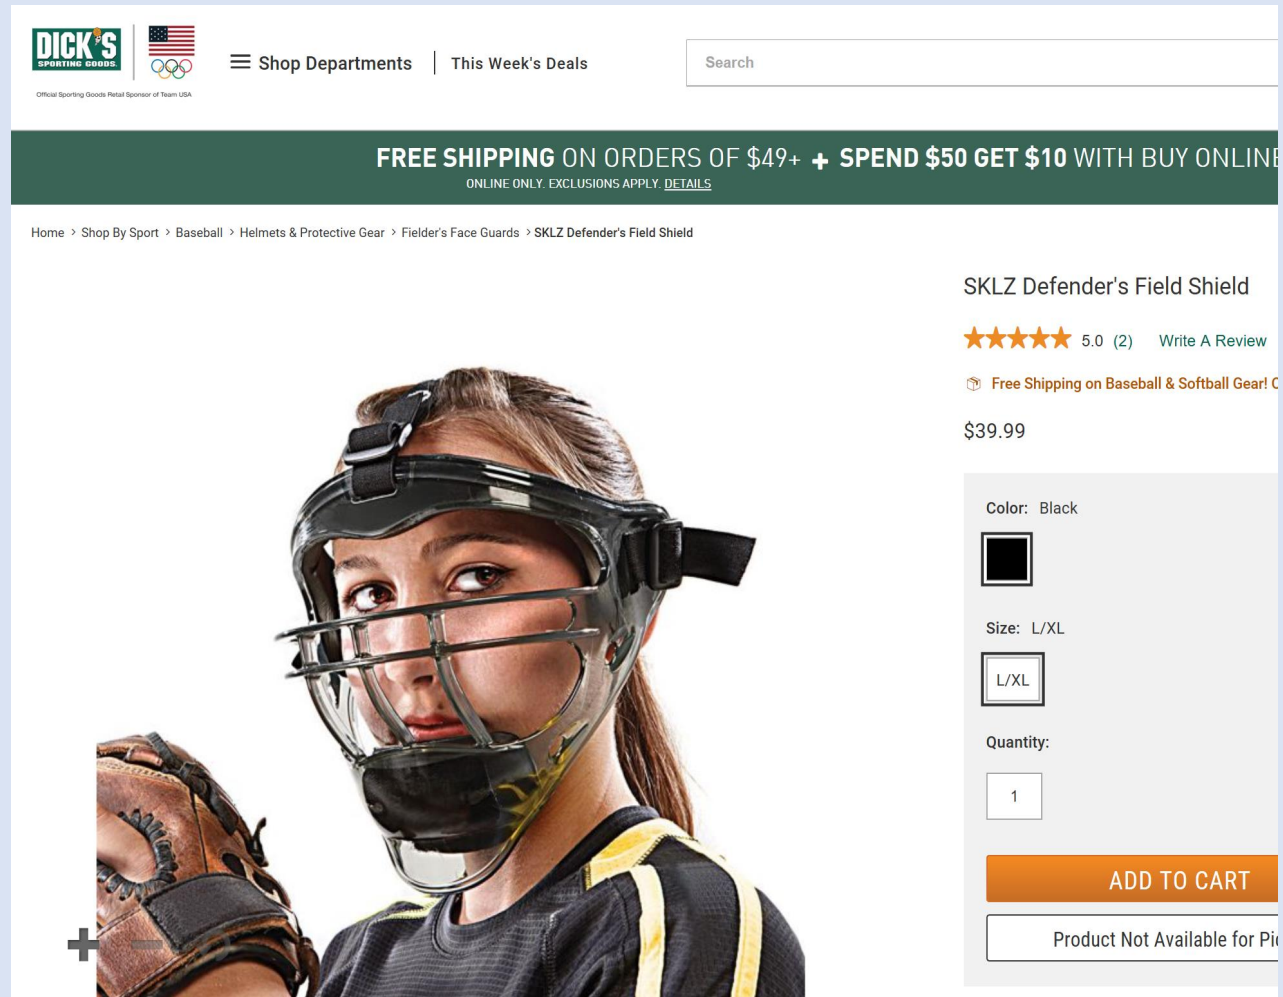 DICK'S
SPORTING GOODS.
Official Sporting Goods Retail Sponsor of Team USA
Shop Departments
This Week's Deals
Search
FREE SHIPPING ON ORDERS OF $49+ + SPEND $50 GET $10 WITH BUY ONLINE
ONLINE ONLY. EXCLUSIONS APPLY. DETAILS
Home > Shop By Sport > Baseball > Helmets & Protective Gear > Fielder's Face Guards > SKLZ Defender's Field Shield
SKLZ Defender's Field Shield
5.0 (2) Write A Review
Free Shipping on Baseball & Softball Gear!
$39.99
Color: Black
Size: L/XL
L/XL
Quantity:
1
ADD TO CART
Product Not Available for Pi